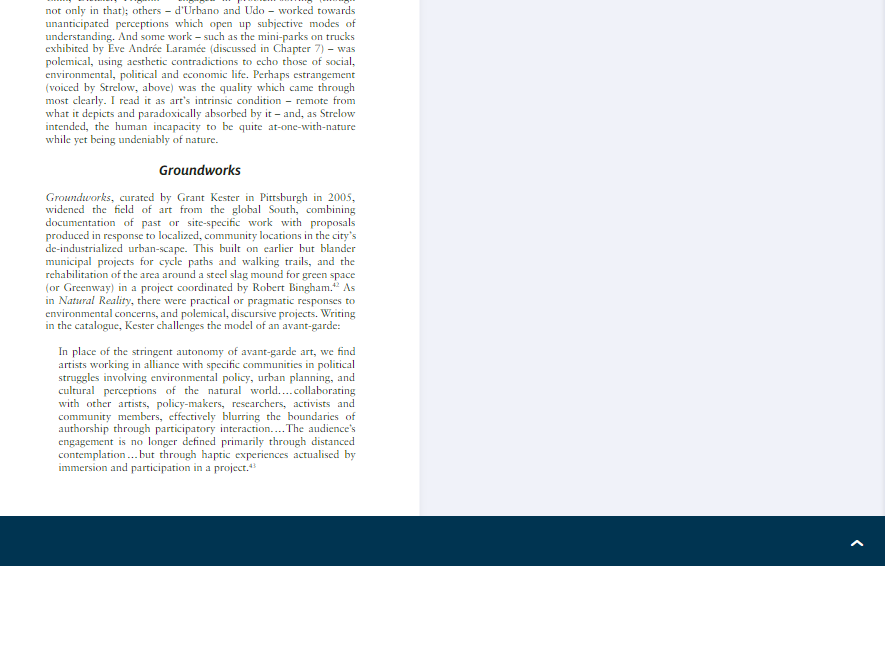 not only in that); others – d'Urbano and Udo – worked towards
unanticipated perceptions which open up subjective modes of
understanding. And some work – such as the mini-parks on trucks
exhibited by Eve Andrée Laramée (discussed in Chapter 7) – was
polemical, using aesthetic contradictions to echo those of social,
environmental, political and economic life. Perhaps estrangement
(voiced by Strelow, above) was the quality which came through
most clearly. I read it as art's intrinsic condition – remote from
what it depicts and paradoxically absorbed by it – and, as Strelow
intended, the human incapacity to be quite at-one-with-nature
while yet being undeniably of nature.
Groundworks
Groundworks, curated by Grant Kester in Pittsburgh in 2005,
widened the field of art from the global South, combining
documentation of past or site-specific work with proposals
produced in response to localized, community locations in the city's
de-industrialized urban-scape. This built on earlier but blander
municipal projects for cycle paths and walking trails, and the
rehabilitation of the area around a steel slag mound for green space
(or Greenway) in a project coordinated by Robert Bingham.42 As
in Natural Reality, there were practical or pragmatic responses to
environmental concerns, and polemical, discursive projects. Writing
in the catalogue, Kester challenges the model of an avant-garde:
In place of the stringent autonomy of avant-garde art, we find
artists working in alliance with specific communities in political
struggles involving environmental policy, urban planning, and
cultural perceptions of the natural world....collaborating
with other artists, policy-makers, researchers, activists and
community members, effectively blurring the boundaries of
authorship through participatory interaction....The audience's
engagement is no longer defined primarily through distanced
contemplation...but through haptic experiences actualised by
immersion and participation in a project.43